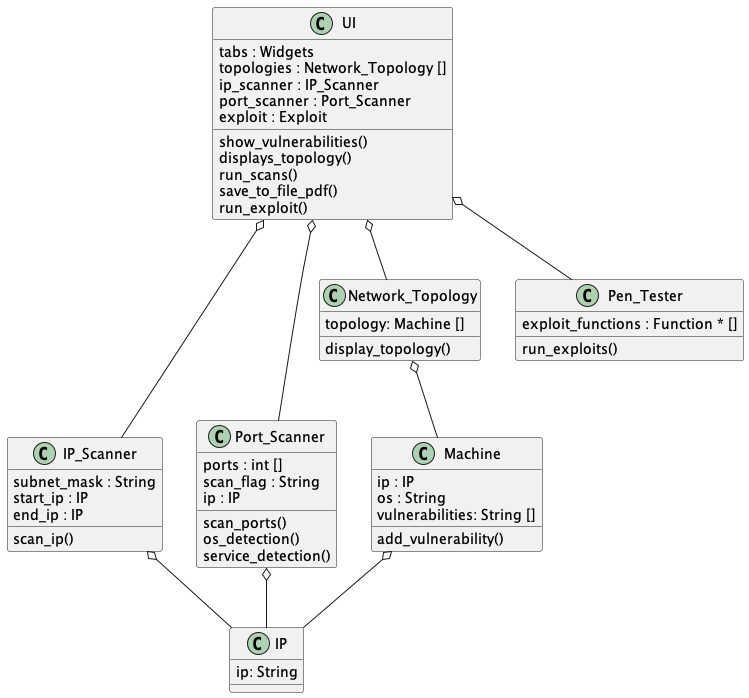 C UI
tabs : Widgets
topologies : Network_Topology []
ip_scanner : IP_Scanner
port_scanner : Port_Scanner
exploit : Exploit
show_vulnerabilities()
displays_topology()
run_scans()
save_to_file_pdf()
run_exploit()
C Network_Topology
topology: Machine []
display_topology()
C Pen_Tester
exploit_functions : Function * []
run_exploits()
C IP_Scanner
subnet_mask : String
start_ip : IP
end_ip : IP
scan_ip()
C Port_Scanner
ports : int []
scan_flag : String
ip : IP
scan_ports()
os_detection()
service_detection()
C Machine
ip : IP
os : String
vulnerabilities: String []
add_vulnerability()
C IP
ip: String